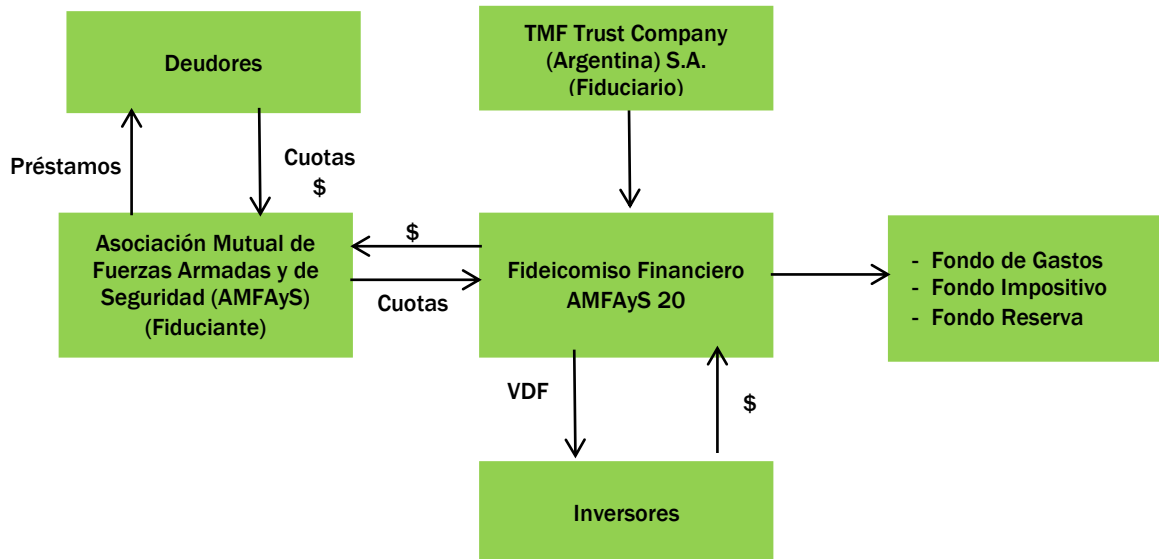 Deudores
TMF Trust Company
(Argentina) S.A.
(Fiduciario)
Préstamos
Cuotas
$
Asociación Mutual de
Fuerzas Armadas y de
Seguridad (AMFAyS)
(Fiduciante)
$
Cuotas
Fideicomiso Financiero
AMFAyS 20
- Fondo de Gastos
- Fondo Impositivo
- Fondo Reserva
VDF
$
Inversores